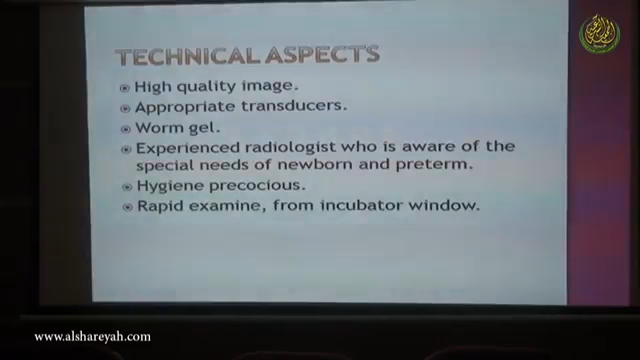 TECHNICAL ASPECTS
High quality image.
Appropriate transducers.
Worm gel.
Experienced radiologist who is aware of the
special needs of newborn and preterm.
Hygiene precocious.
Rapid examine, from incubator window.
www.alshareyah.com